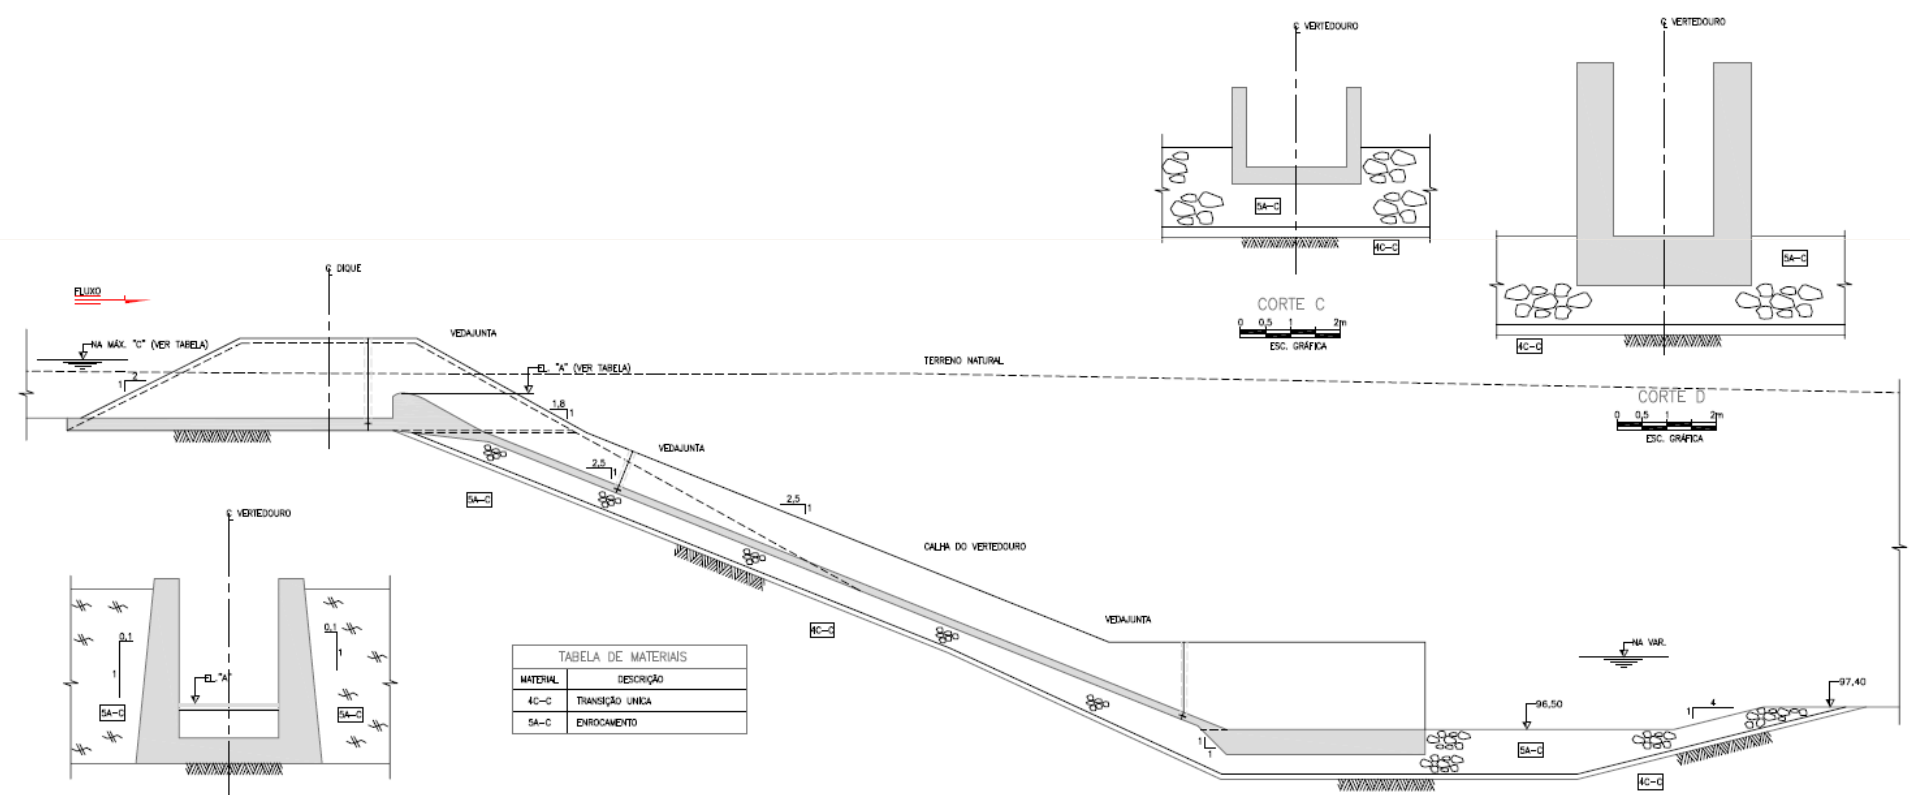 ℄ VERTEDOURO
℄ VERTEDOURO
5A-C
4C-C
5A-C
4C-C
CORTE C
0 0,5 1 2m
ESC. GRÁFICA
CORTE D
0 0,5 1 2m
ESC. GRÁFICA
℄ DIQUE
FLUXO
VEDAJUNTA
NA MÁX. "C" (VER TABELA)
2
1
EL. "A" (VER TABELA)
TERRENO NATURAL
1,8
1
VEDAJUNTA
2,5
1
2,5
1
5A-C
CALHA DO VERTEDOURO
4C-C
VEDAJUNTA
NA VAR.
97,40
96,50
4
1
1
1
5A-C
4C-C
℄ VERTEDOURO
0,1
1
0,1
1
EL."A"
5A-C
5A-C
TABELA DE MATERIAIS
MATERIAL DESCRIÇÃO
4C-C TRANSIÇÃO UNICA
5A-C ENROCAMENTO